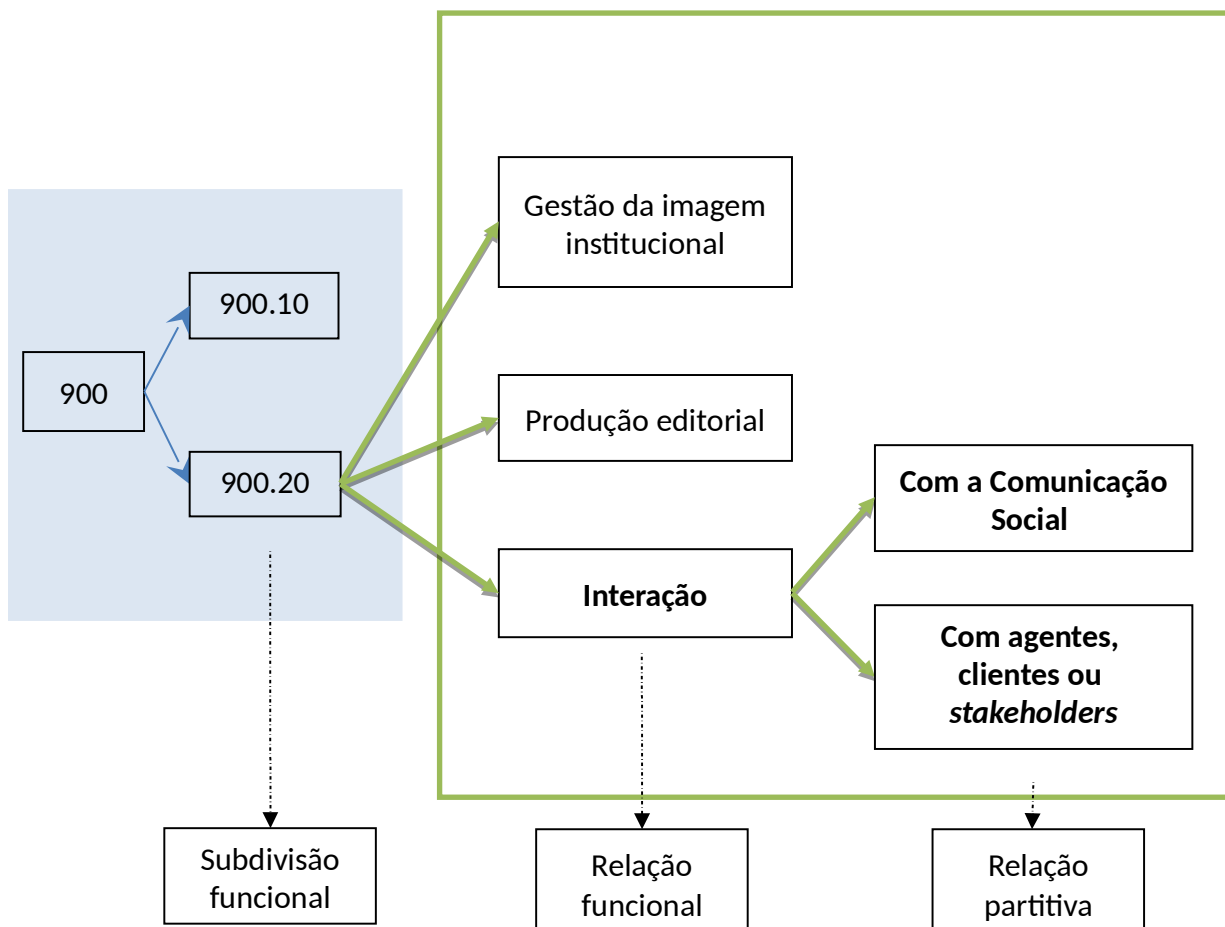 900
900.10
900.20
Gestão da imagem
institucional
Produção editorial
Interação
Com a Comunicação
Social
Com agentes,
clientes ou
stakeholders
Subdivisão
funcional
Relação
funcional
Relação
partitiva